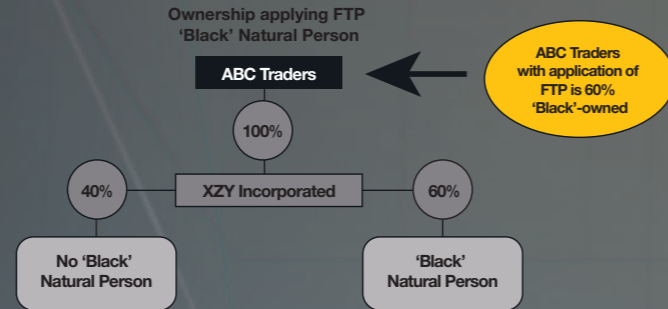 Ownership applying FTP
‘Black’ Natural Person
ABC Traders
ABC Traders
with application of
FTP is 60%
‘Black’-owned
100%
40%
XZY Incorporated
60%
No ‘Black’
Natural Person
‘Black’
Natural Person